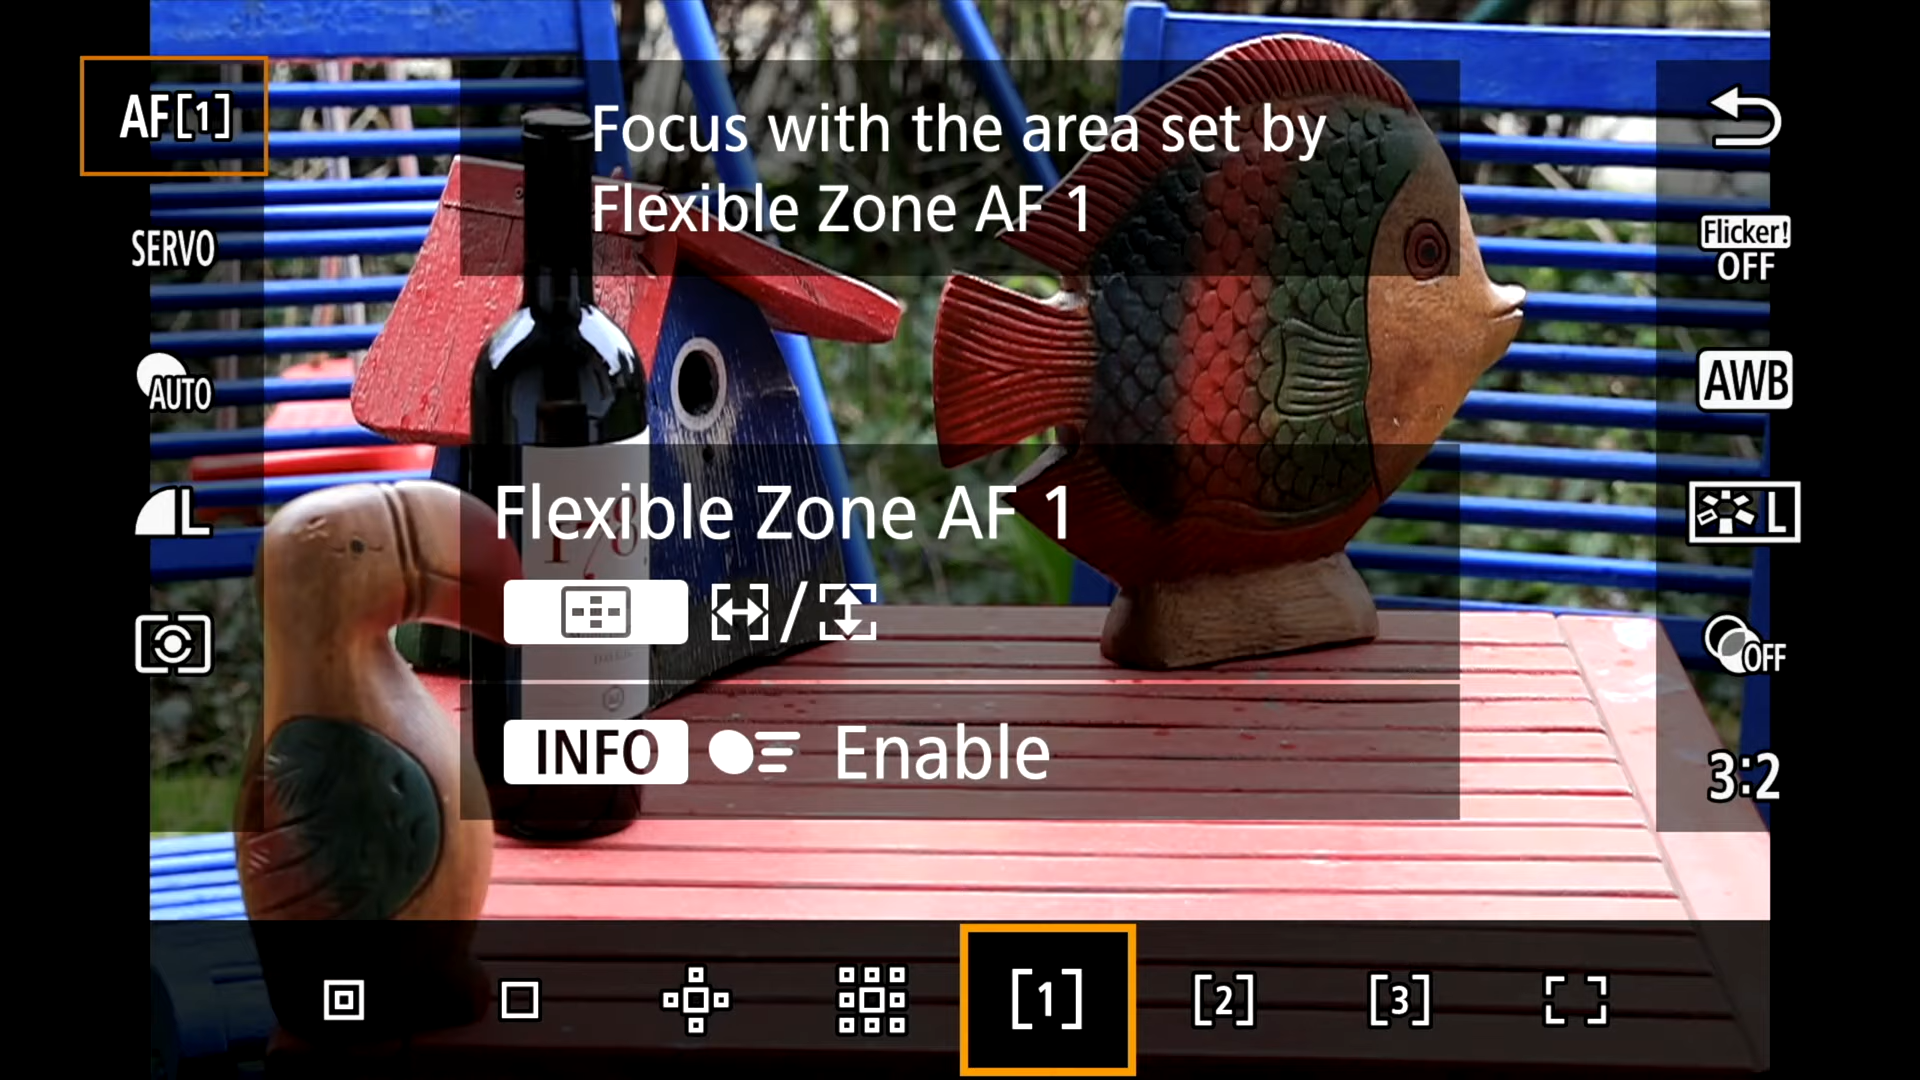 AF[1]
Focus with the area set by
Flexible Zone AF 1
SERVO
Flicker!
OFF
AUTO
AWB
L
Flexible Zone AF 1
178
L
/
OFF
INFO Enable
3:2
[1] [2] [3]